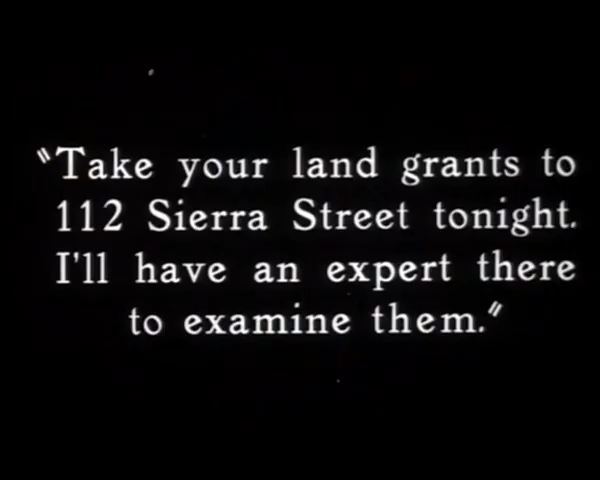 "Take your land grants to
112 Sierra Street tonight.
I'll have an expert there
to examine them."